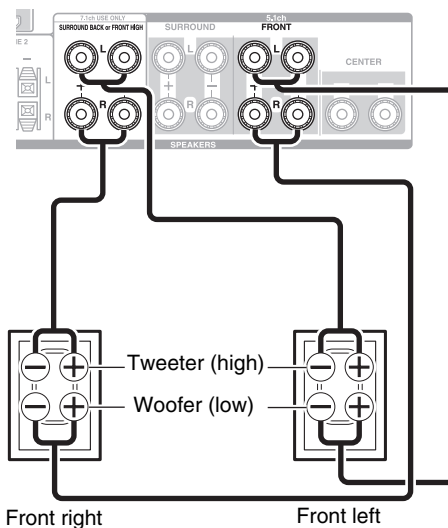 7.1ch USE ONLY
SURROUND BACK or FRONT HIGH
SURROUND
5.1ch
FRONT
CENTER
L
L
L
+
−
+
−
L
R
R
R
R
SPEAKERS
Tweeter (high)
Woofer (low)
− +
− +
− +
− +
Front right
Front left